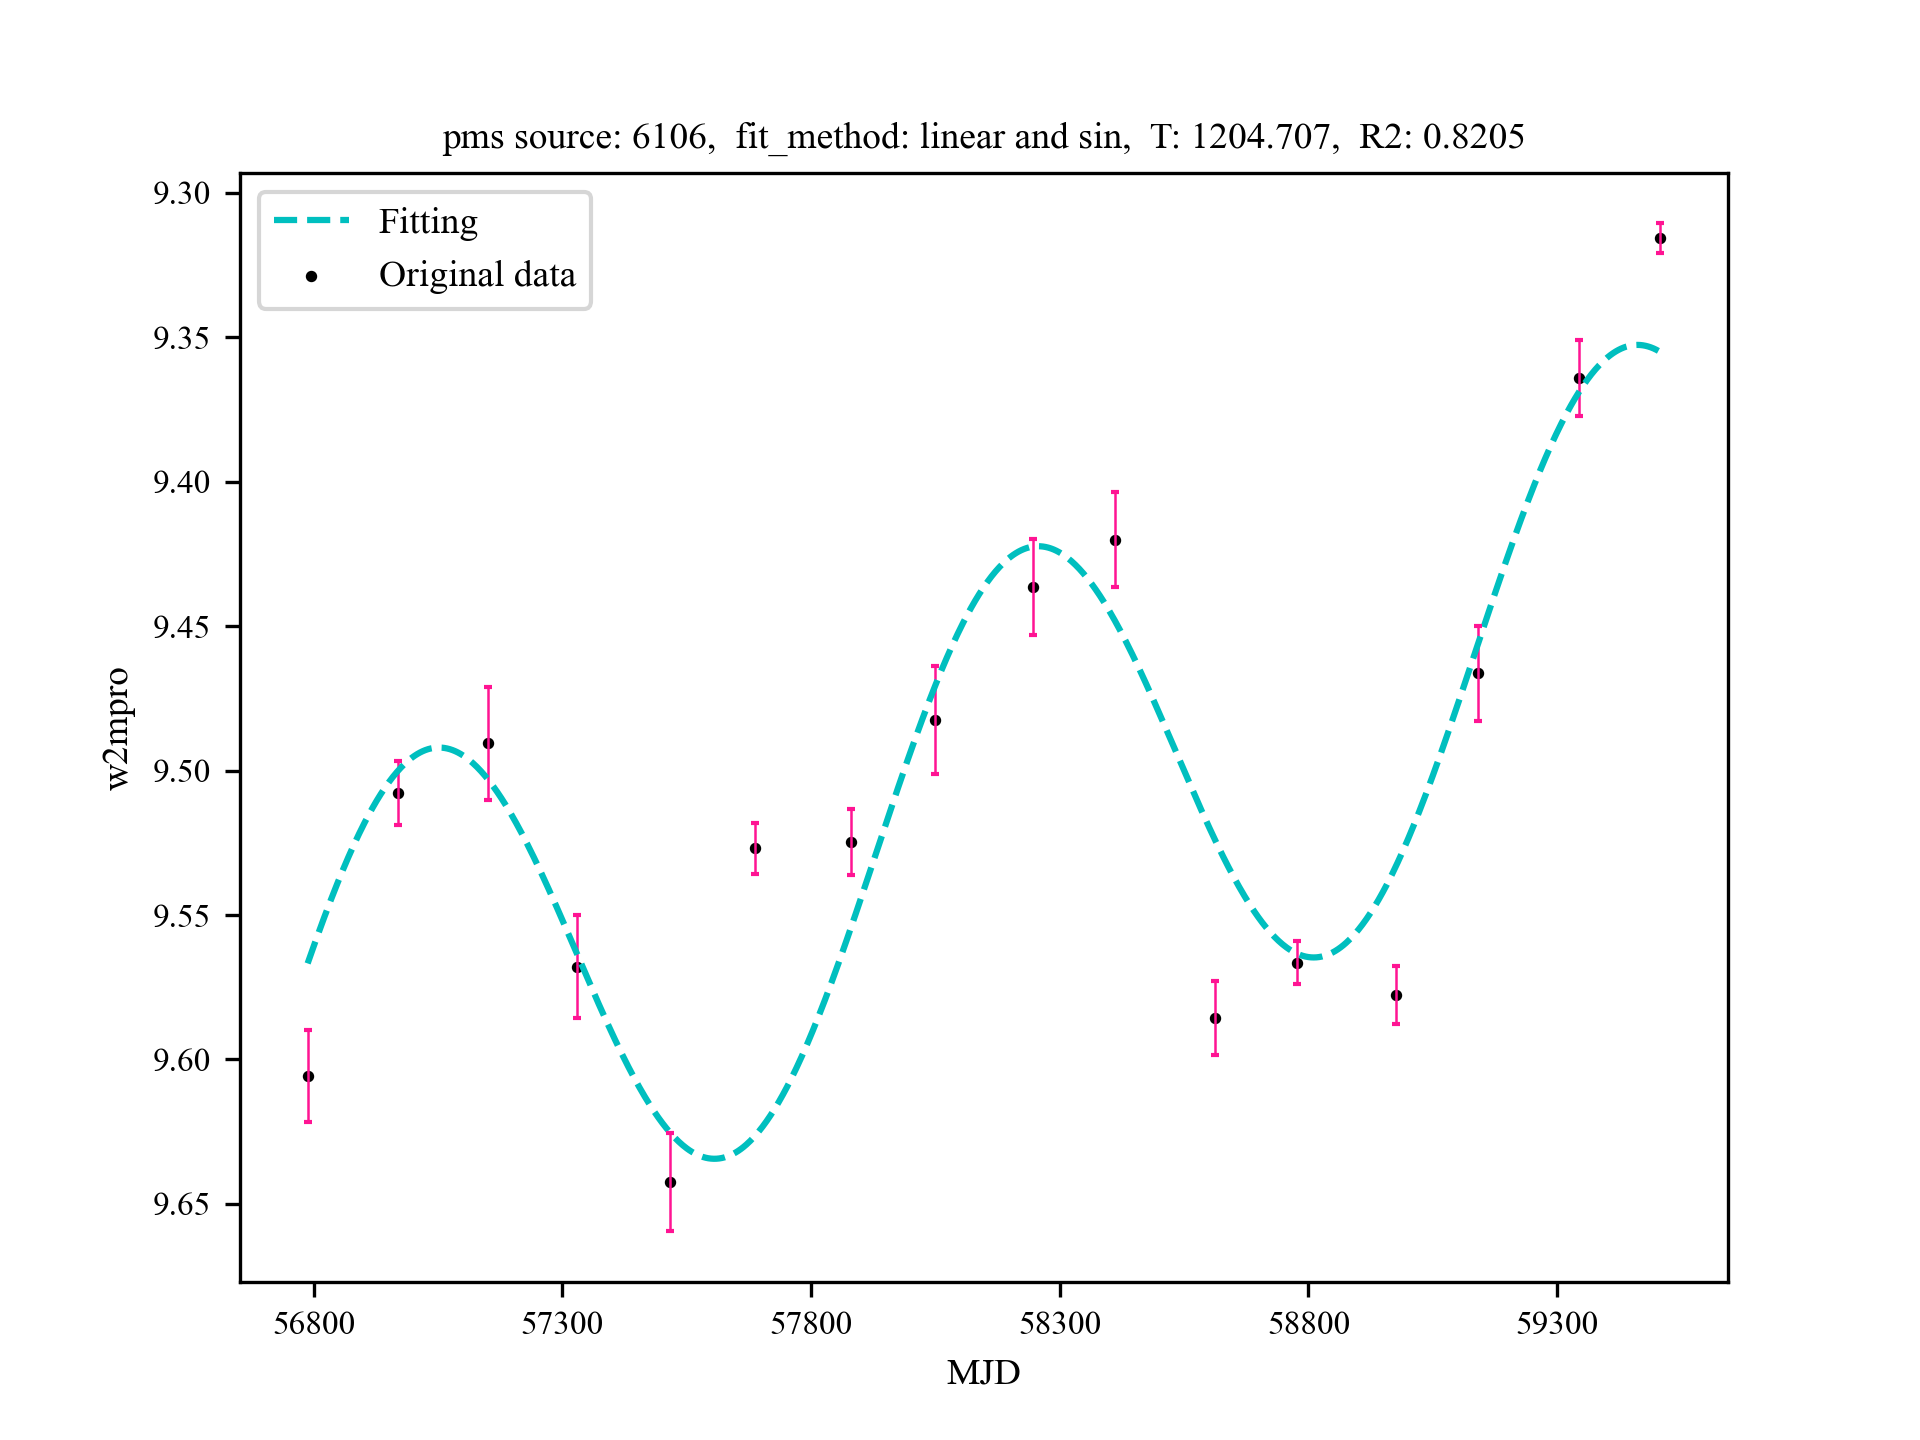 pms source: 6106,  fit_method: linear and sin,  T: 1204.707,  R2: 0.8205
Fitting
Original data
9.30
9.35
9.40
9.45
9.50
9.55
9.60
9.65
w2mpro
56800
57300
57800
58300
58800
59300
MJD